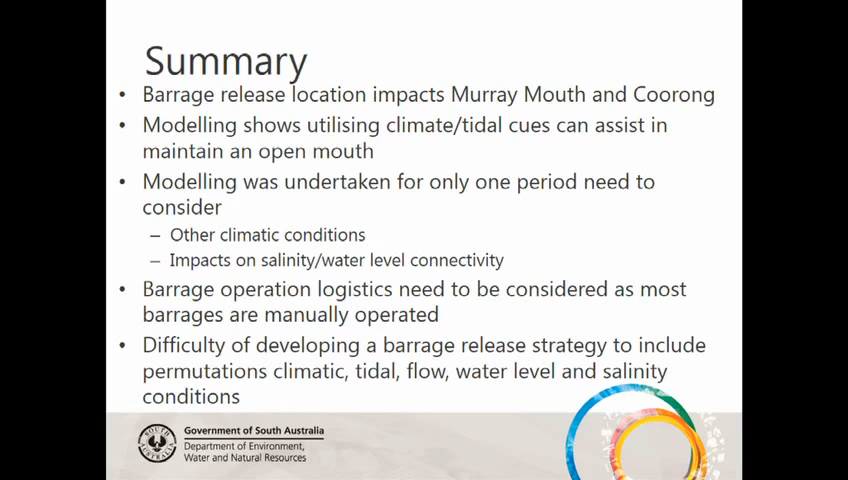 Summary
• Barrage release location impacts Murray Mouth and Coorong
• Modelling shows utilising climate/tidal cues can assist in
maintain an open mouth
• Modelling was undertaken for only one period need to
consider
– Other climatic conditions
– Impacts on salinity/water level connectivity
• Barrage operation logistics need to be considered as most
barrages are manually operated
• Difficulty of developing a barrage release strategy to include
permutations climatic, tidal, flow, water level and salinity
conditions
Government of South Australia
Department of Environment,
Water and Natural Resources
SOUTH AUSTRALIA